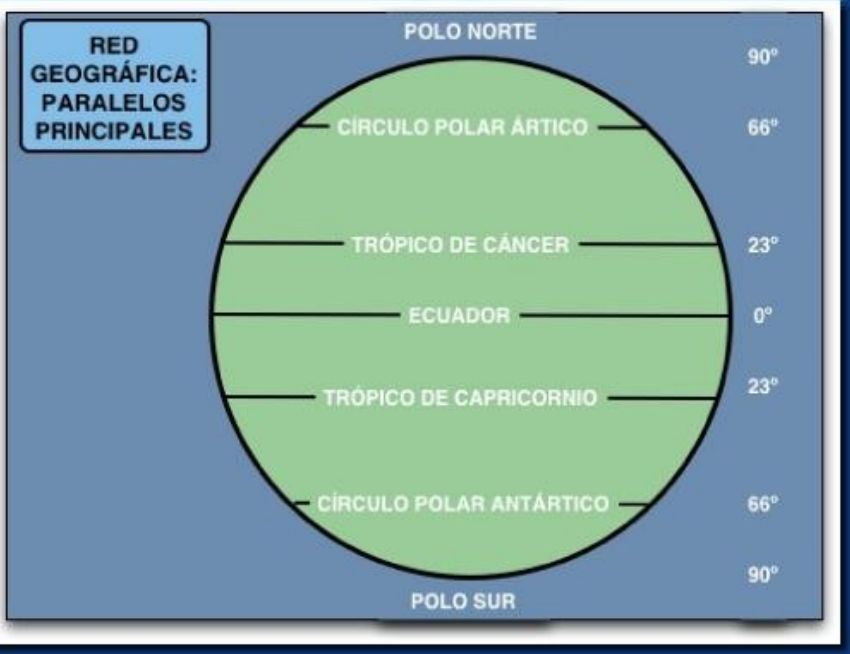 RED
GEOGRÁFICA:
PARALELOS
PRINCIPALES
POLO NORTE
90º
CÍRCULO POLAR ÁRTICO
66º
TRÓPICO DE CÁNCER
23º
ECUADOR
0º
23º
TRÓPICO DE CAPRICORNIO
CÍRCULO POLAR ANTÁRTICO
66º
90º
POLO SUR